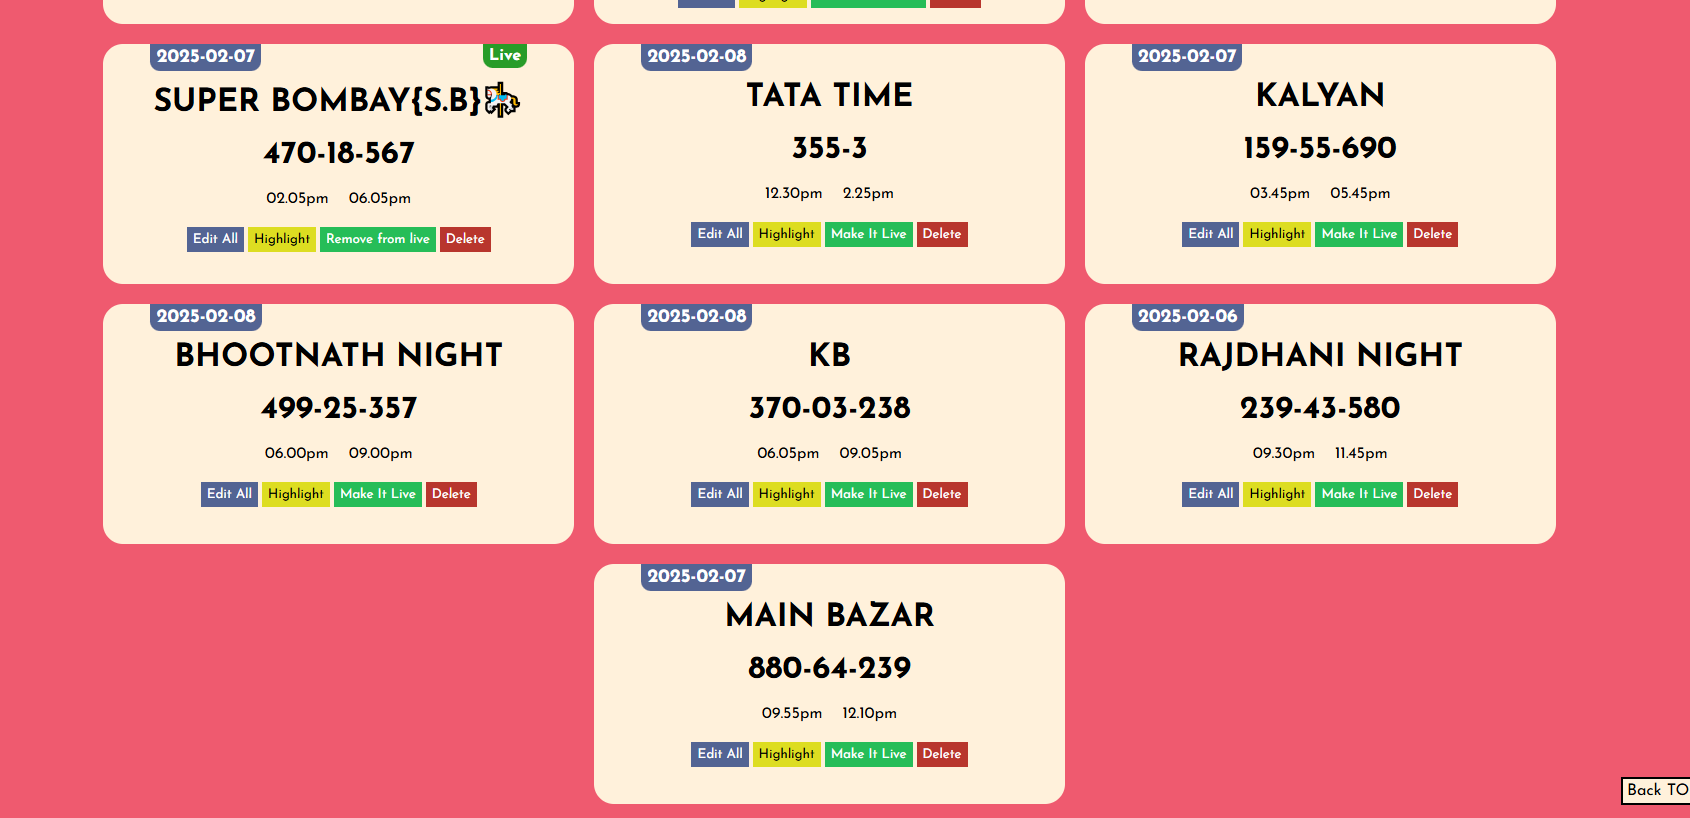 2025-02-07
Live
SUPER BOMBAY{S.B}🎠
470-18-567
02.05pm 06.05pm
Edit All Highlight Remove from live Delete
2025-02-08
TATA TIME
355-3
12.30pm 2.25pm
Edit All Highlight Make It Live Delete
2025-02-07
KALYAN
159-55-690
03.45pm 05.45pm
Edit All Highlight Make It Live Delete
2025-02-08
BHOOTNATH NIGHT
499-25-357
06.00pm 09.00pm
Edit All Highlight Make It Live Delete
2025-02-08
KB
370-03-238
06.05pm 09.05pm
Edit All Highlight Make It Live Delete
2025-02-06
RAJDHANI NIGHT
239-43-580
09.30pm 11.45pm
Edit All Highlight Make It Live Delete
2025-02-07
MAIN BAZAR
880-64-239
09.55pm 12.10pm
Edit All Highlight Make It Live Delete
Back TO